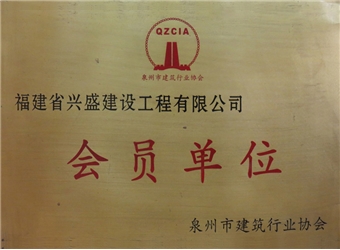 QZCIA
泉州市建筑行业协会
福建省兴盛建设工程有限公司
会员单位
泉州市建筑行业协会